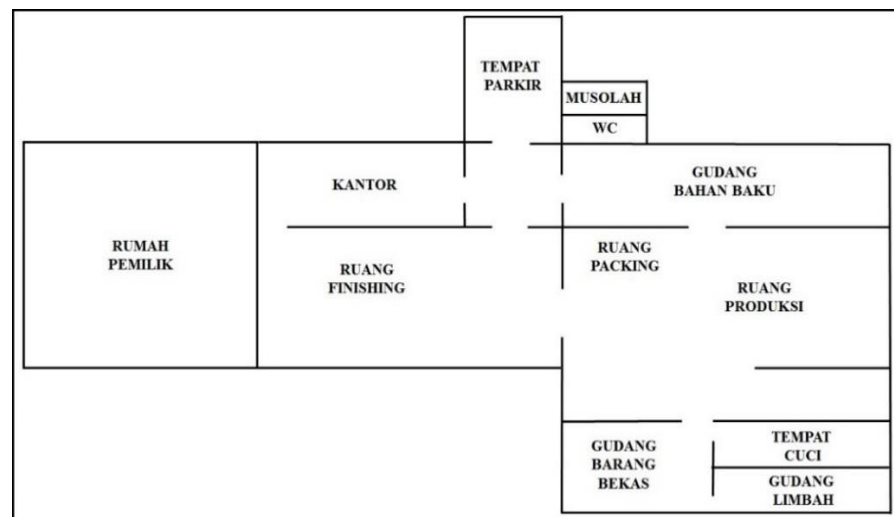 TEMPAT
PARKIR
MUSOLAH
WC
KANTOR
GUDANG
BAHAN BAKU
RUMAH
PEMILIK
RUANG
FINISHING
RUANG
PACKING
RUANG
PRODUKSI
GUDANG
BARANG
BEKAS
TEMPAT
CUCI
GUDANG
LIMBAH